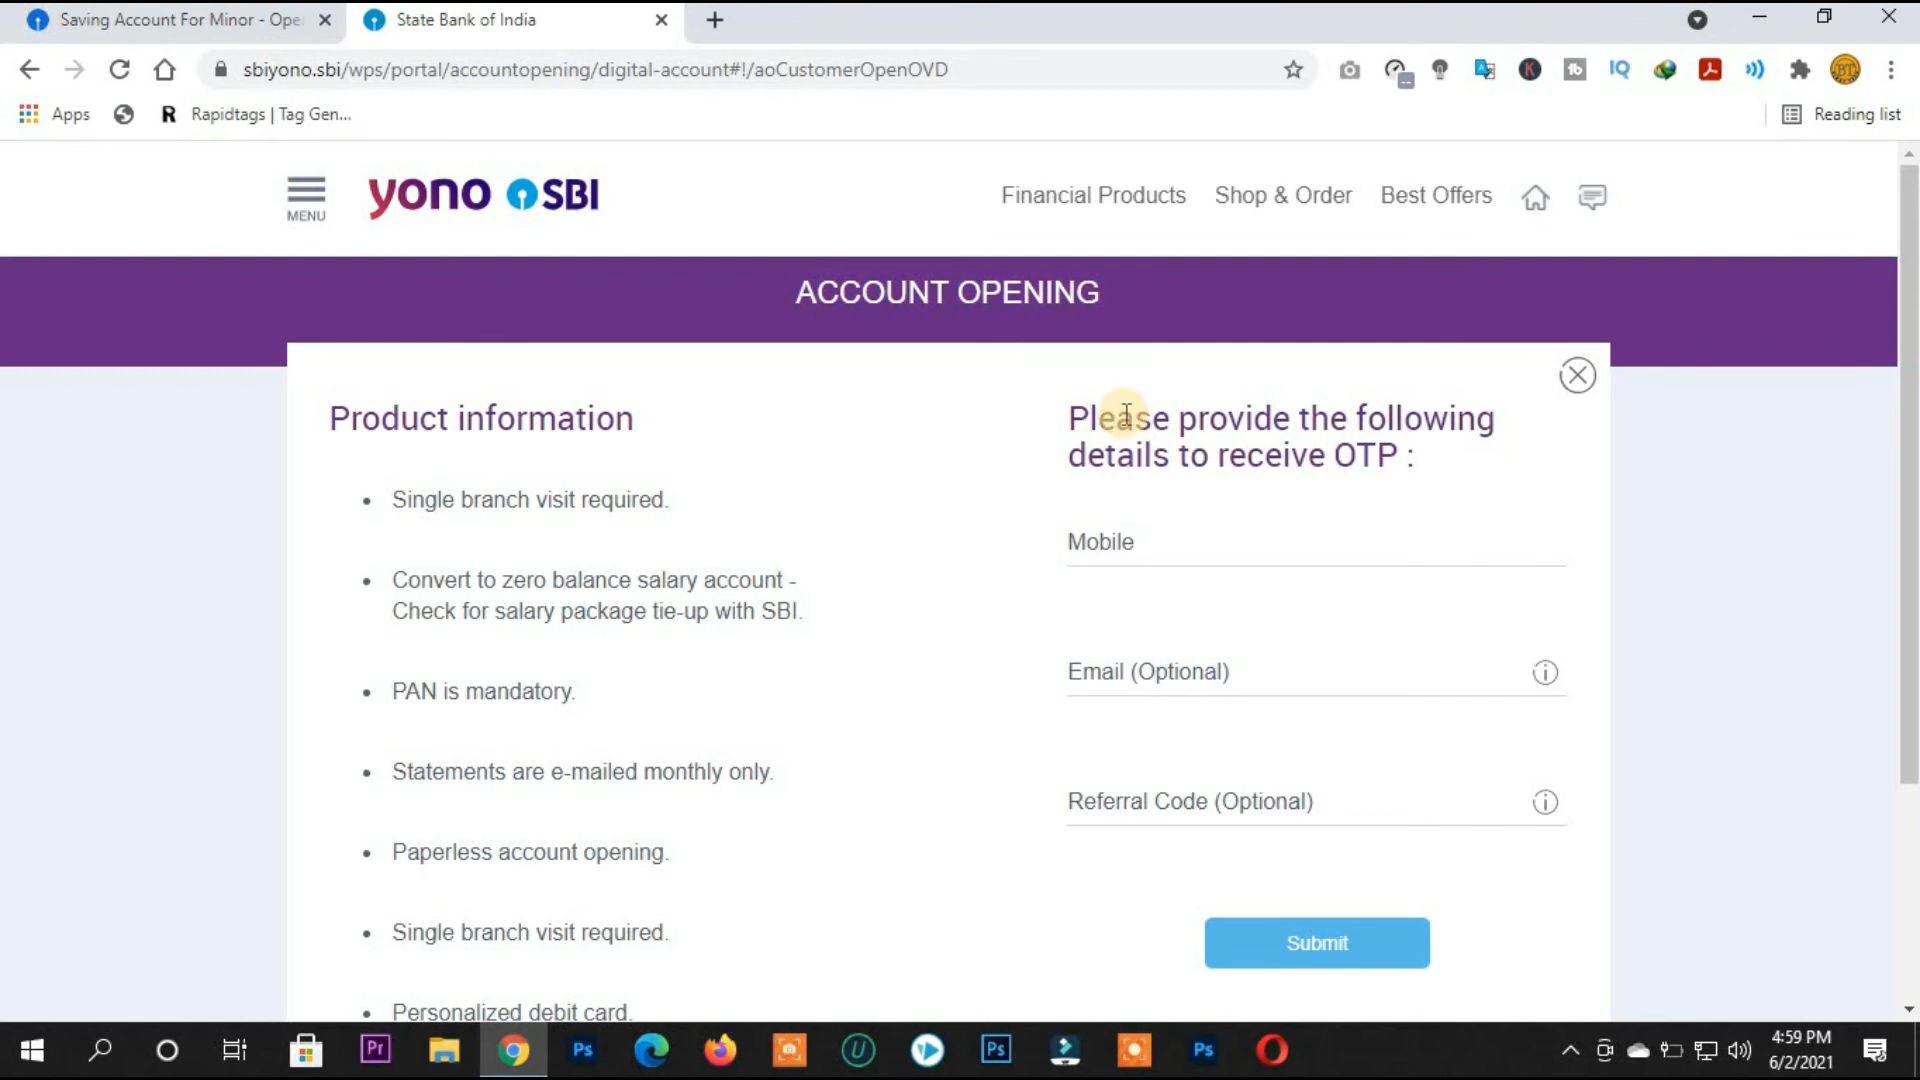 Saving Account For Minor - Ope
State Bank of India
sbiyono.sbi/wps/portal/accountopening/digital-account#!/aoCustomerOpenOVD
Apps
R Rapidtags | Tag Gen...
Reading list
MENU
yono SBI
Financial Products
Shop & Order
Best Offers
ACCOUNT OPENING
Product information
• Single branch visit required.
• Convert to zero balance salary account -
Check for salary package tie-up with SBI.
• PAN is mandatory.
• Statements are e-mailed monthly only.
• Paperless account opening.
• Single branch visit required.
• Personalized debit card.
Please provide the following
details to receive OTP :
Mobile
Email (Optional)
Referral Code (Optional)
Submit
Pr
Ps
Ps
Ps
4:59 PM
6/2/2021